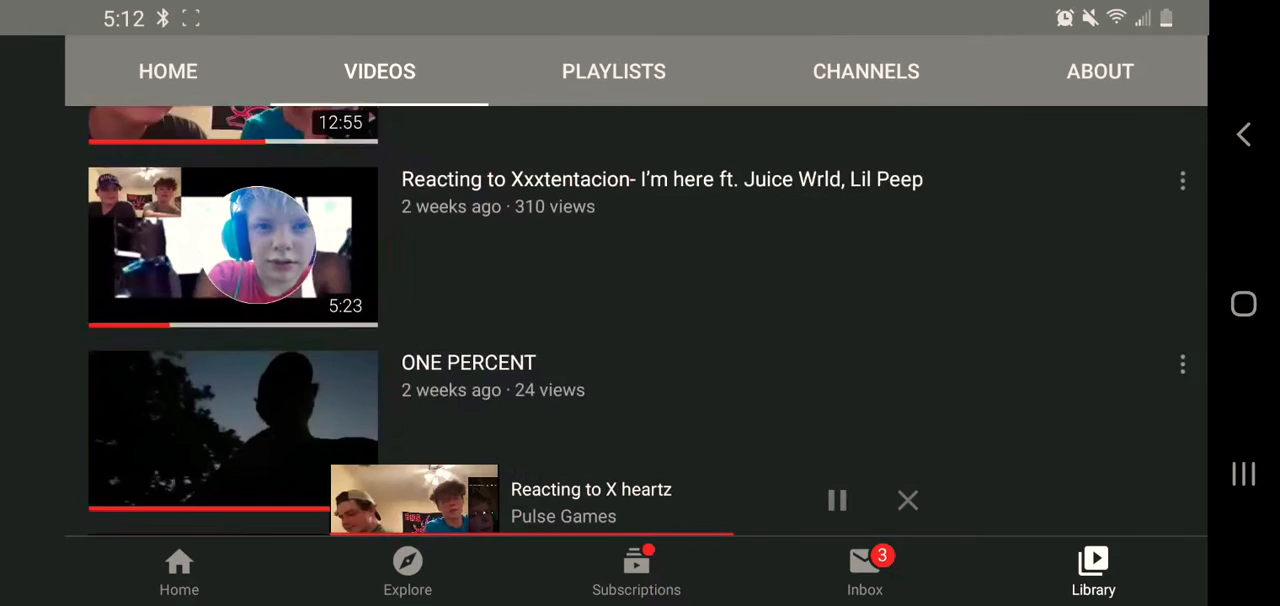 5:12
HOME VIDEOS PLAYLISTS CHANNELS ABOUT
12:55
Reacting to Xxxtentacion- I'm here ft. Juice Wrld, Lil Peep
2 weeks ago · 310 views
5:23
ONE PERCENT
2 weeks ago · 24 views
Reacting to X heartz
Pulse Games
3
Home Explore Subscriptions Inbox Library